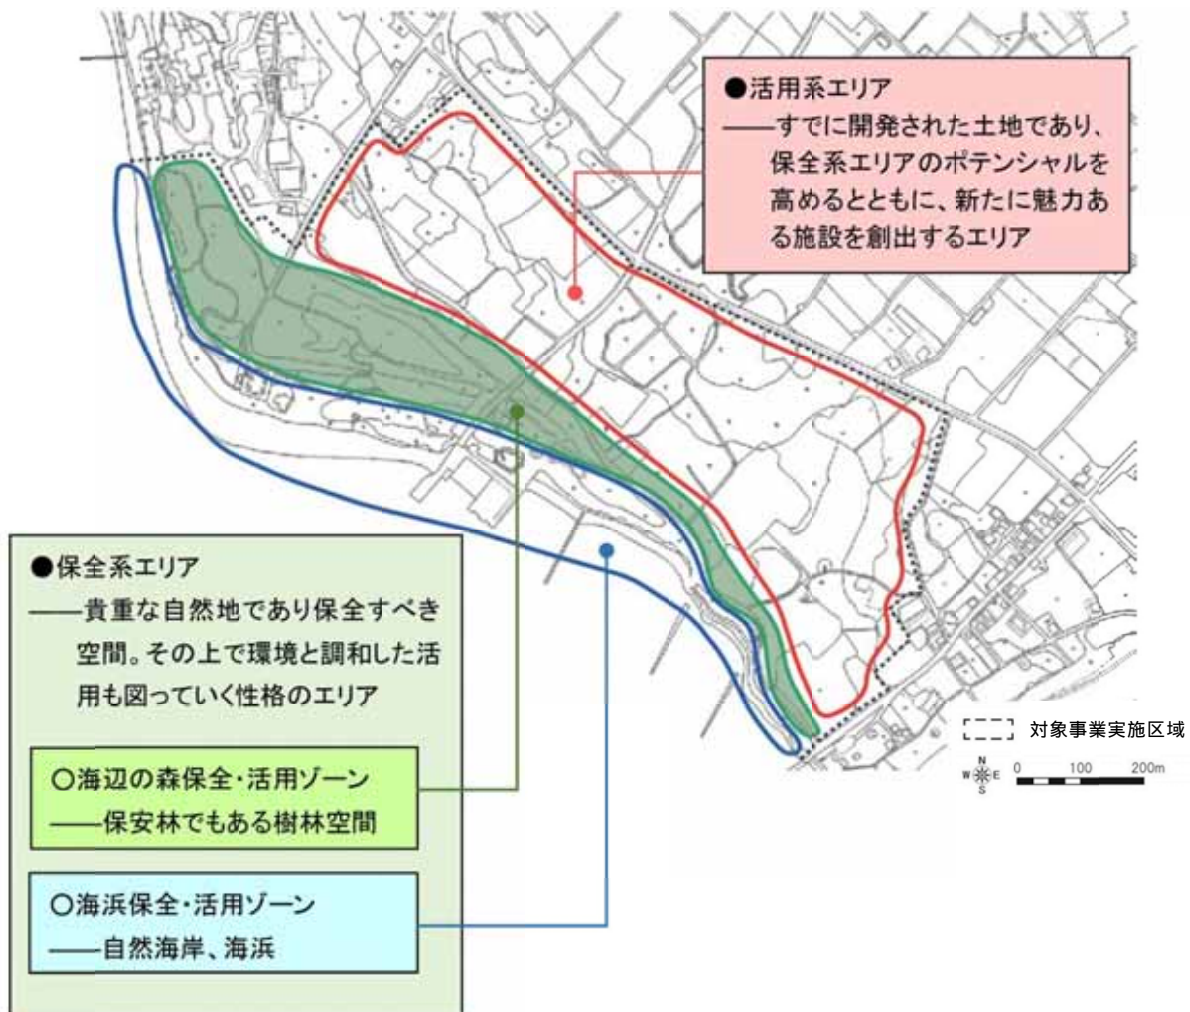 ●活用系エリア
――すでに開発された土地であり、
保全系エリアのポテンシャルを
高めるとともに、新たに魅力あ
る施設を創出するエリア
●保全系エリア
――貴重な自然地であり保全すべき
空間。その上で環境と調和した活
用も図っていく性格のエリア
○海辺の森保全・活用ゾーン
――保安林でもある樹林空間
○海浜保全・活用ゾーン
――自然海岸、海浜
対象事業実施区域
N
W E
S
0 100 200m